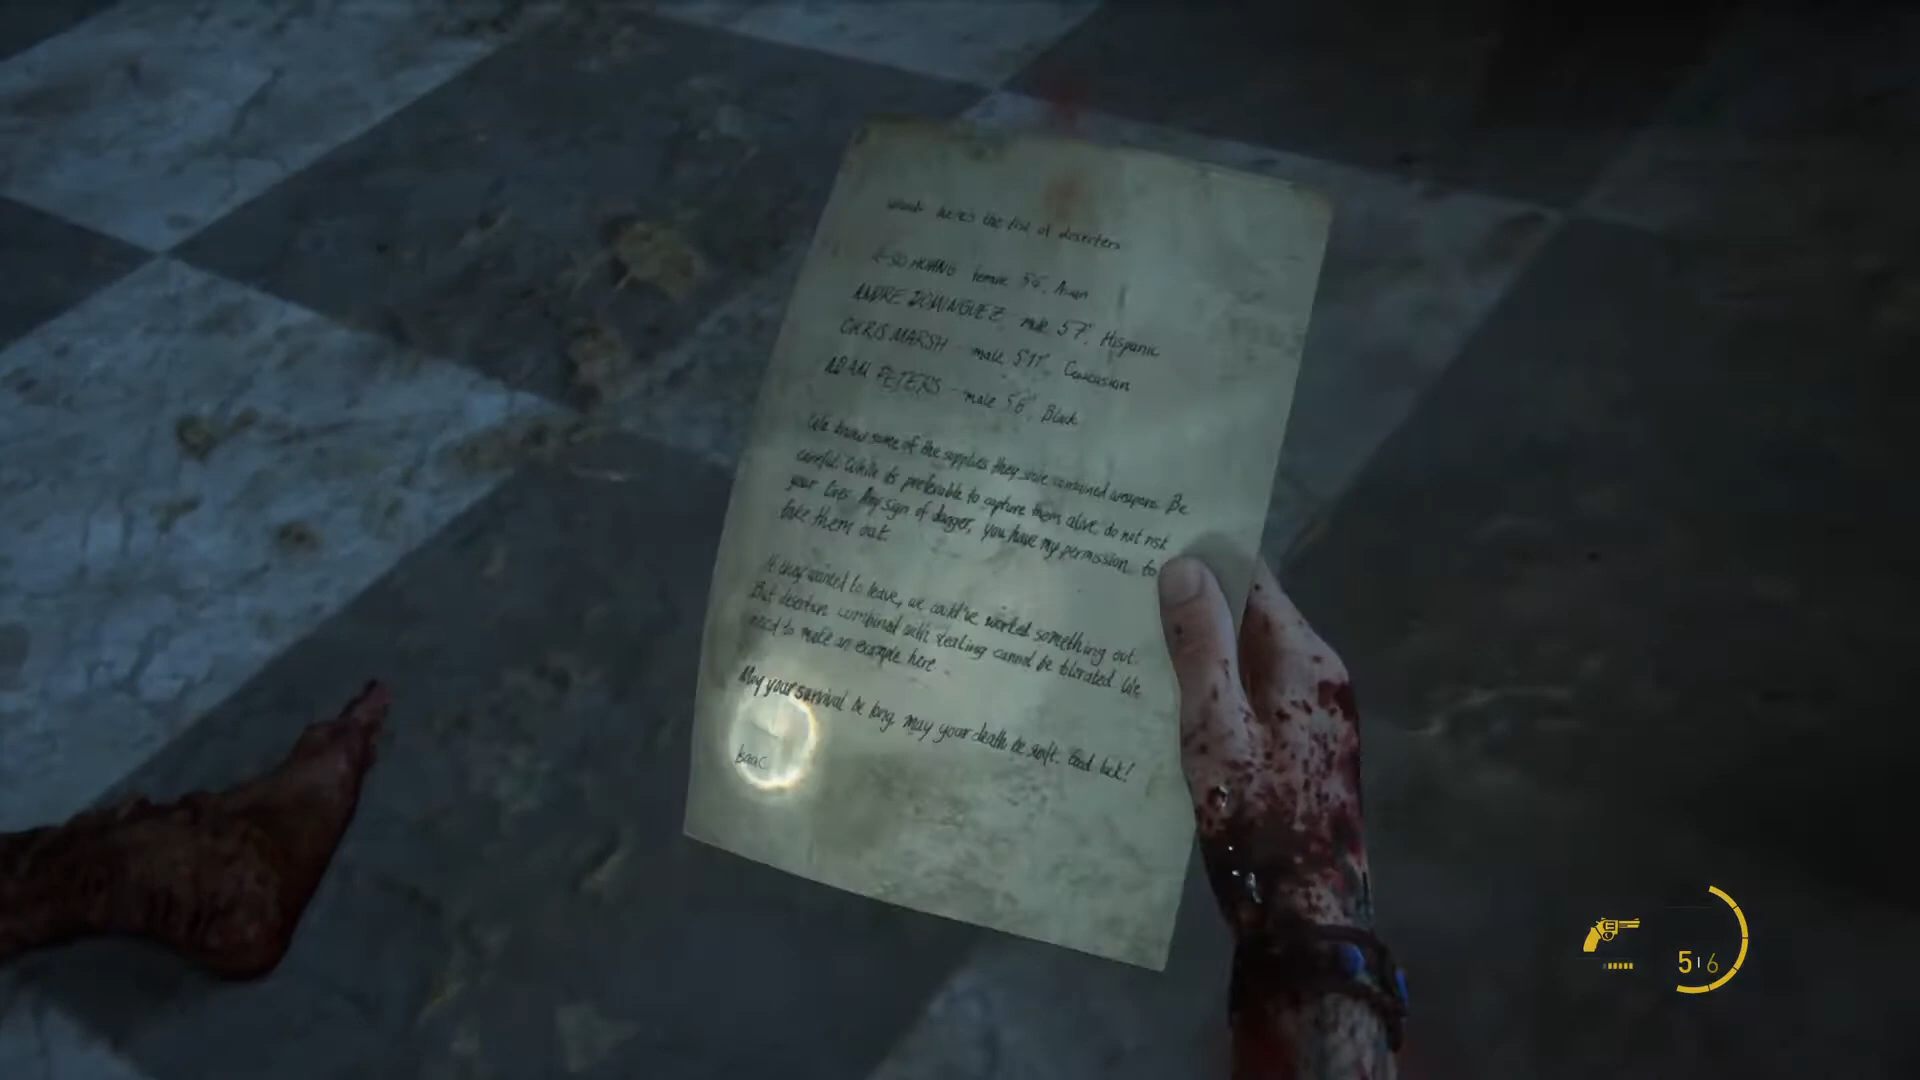 here's the list of deserters
HUANG female 5'6", Asian
ANDRE DOMINGUEZ - male 5'7", Hispanic
CHRIS MARSH - male 5'11", Caucasian
ADAM PETERS - male 5'6", Black
We know some of the supplies they stole contained weapons. Be
careful. While its preferable to capture them alive, do not risk
your lives. Any sign of danger, you have my permission to
take them out.
If they wanted to leave, we could've worked something out.
But desertion combined with stealing cannot be tolerated. We
need to make an example here.
May your survival be long, may your death be swift. Good luck!
Isaac
5 | 6